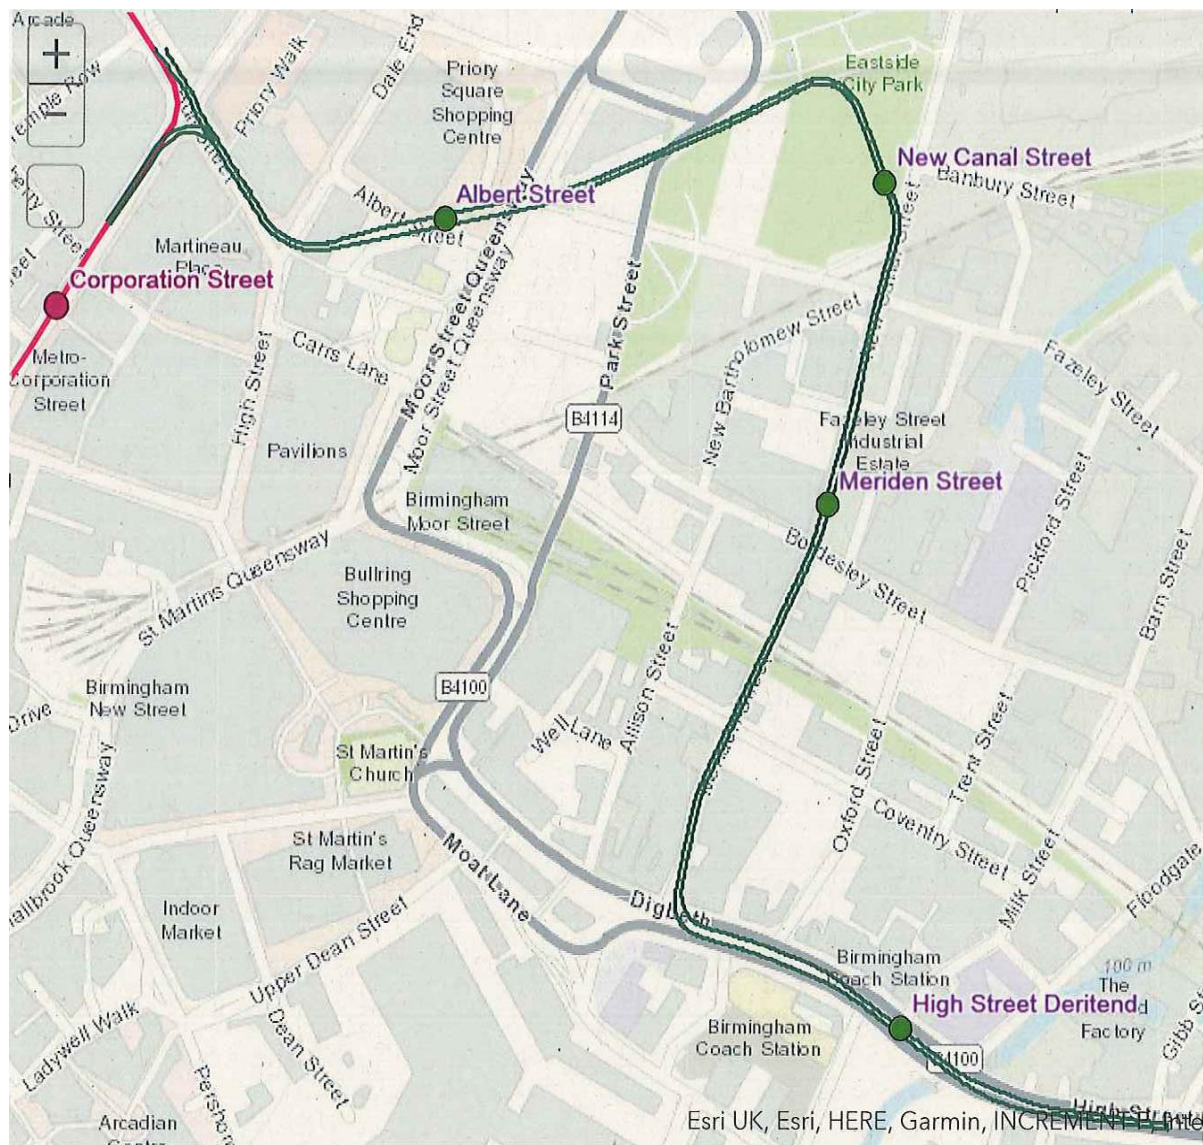 Arcade
+
Temple Row
Priory Walk
Dale End
Priory
Square
Shopping
Centre
Eastside
City Park
New Canal Street
Banbury Street
Albert Street
Albert Street
Martineau
Place
Corporation Street
Metro-
Corporation
Street
Carrs Lane
High Street
Pavilions
Moor Street Queensway
Moor Street Queensway
Park Street
B4114
New Bartholomew Street
Fazeley Street
Fazeley Street
Industrial
Estate
Meriden Street
Bordesley Street
Pickford Street
Barn Street
Birmingham
Moor Street
St Martins Queensway
Bullring
Shopping
Centre
B4100
Birmingham
New Street
Drive
Well Lane
Allison Street
St Martin's
Church
Oxford Street
Trent Street
Coventry Street
Milk Street
Floodgate
St Martin's
Rag Market
Moat Lane
Digbeth
Indoor
Market
Upper Dean Street
Dean Street
Ladywell Walk
Birmingham
Coach Station
Birmingham
Coach Station
100 m
The
Factory
High Street Deritend
B4100
Arcadian
Esri UK, Esri, HERE, Garmin, INCREMENT P,